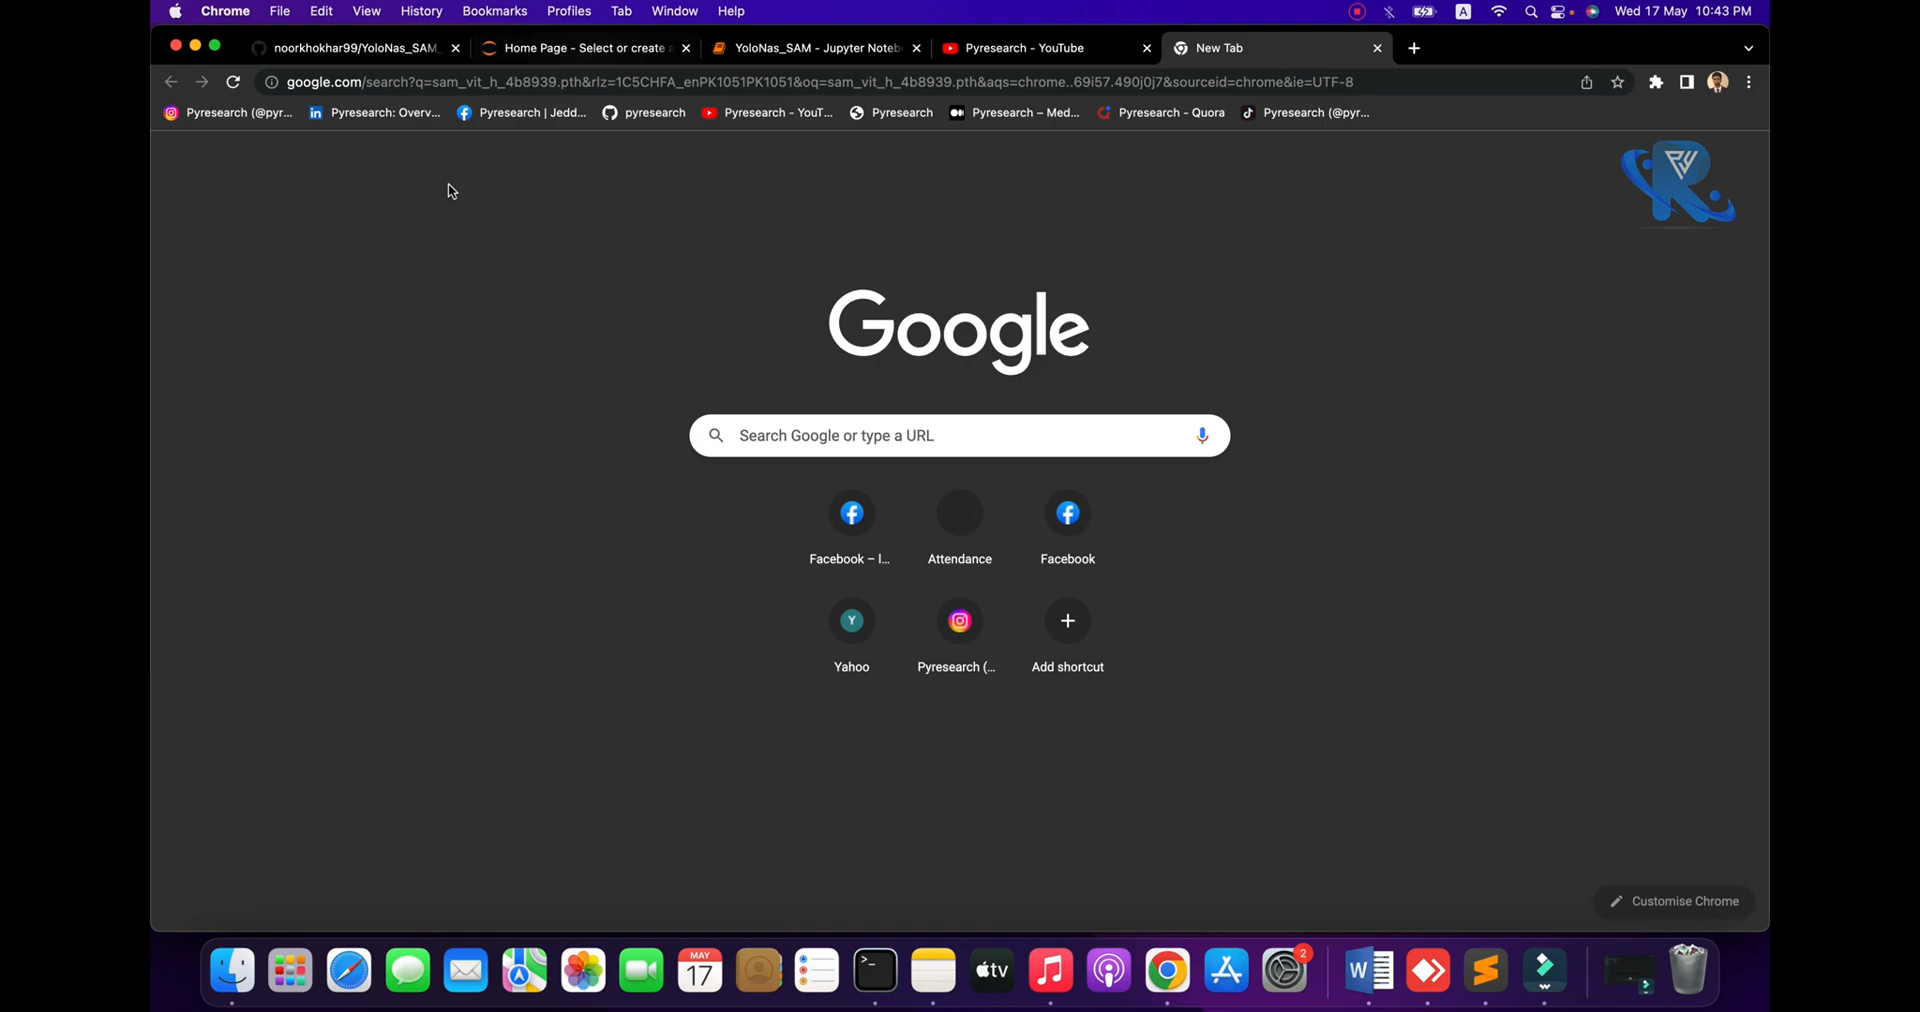 Chrome File Edit View History Bookmarks Profiles Tab Window Help A Wed 17 May 10:43 PM
noorkhokhar99/YoloNas_SAM_ Home Page - Select or create a YoloNas_SAM - Jupyter Notebo Pyresearch - YouTube New Tab
google.com/search?q=sam_vit_h_4b8939.pth&rlz=1C5CHFA_enPK1051PK1051&oq=sam_vit_h_4b8939.pth&aqs=chrome..69i57.490j0j7&sourceid=chrome&ie=UTF-8
Pyresearch (@pyr... Pyresearch: Overv... Pyresearch | Jedd... pyresearch Pyresearch - YouT... Pyresearch Pyresearch – Med... Pyresearch - Quora Pyresearch (@pyr...
Google
Search Google or type a URL
Facebook – I... Attendance Facebook
Y
Yahoo Pyresearch (... Add shortcut
Customise Chrome
MAY
17
tv
W
2